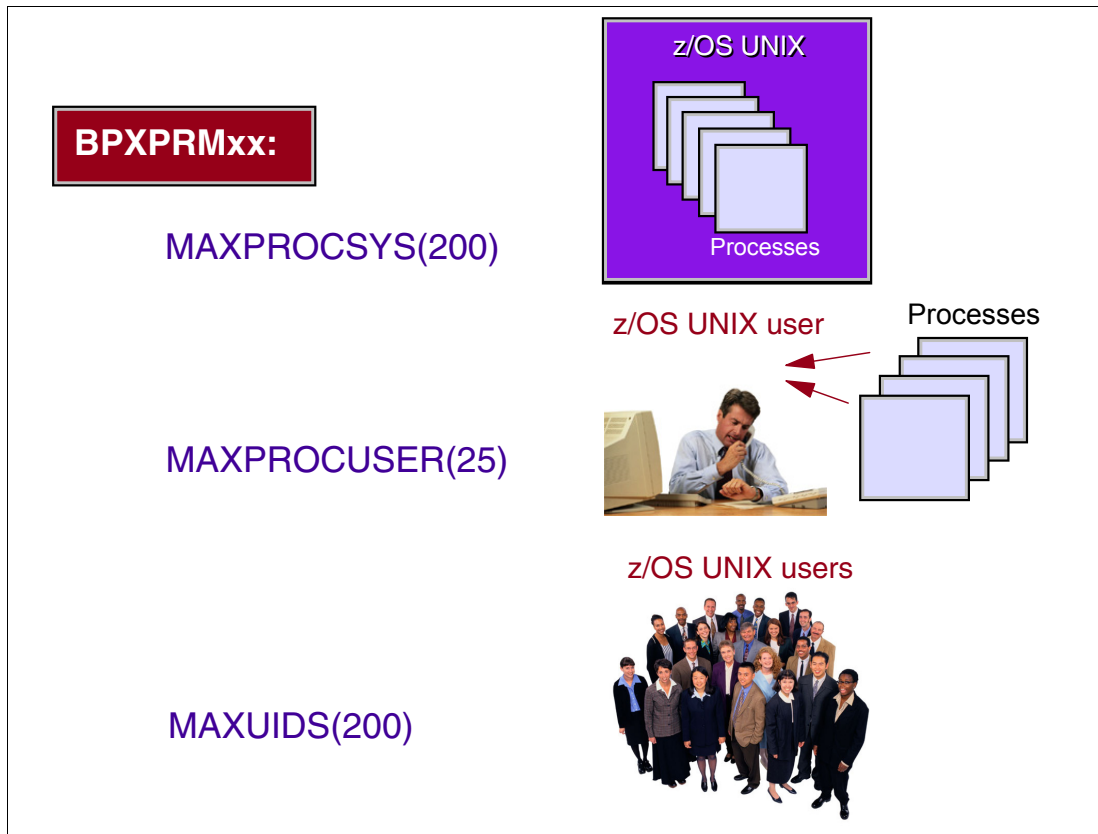 z/OS UNIX
BPXPRMxx:
Processes
MAXPROCSYS(200)
z/OS UNIX user
Processes
MAXPROCUSER(25)
z/OS UNIX users
MAXUIDS(200)